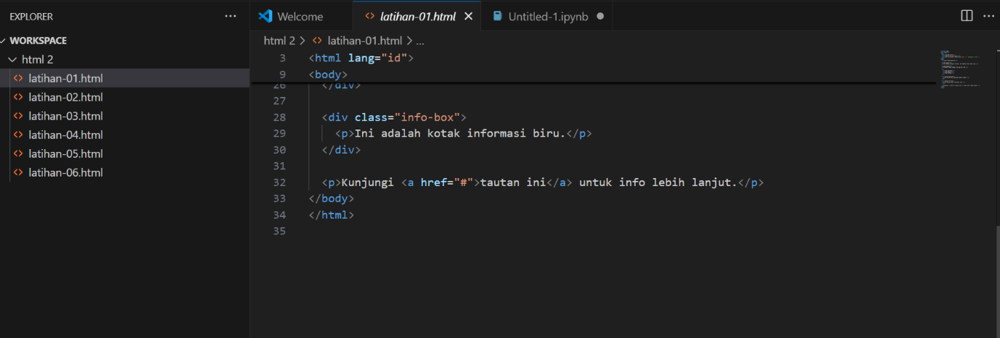 EXPLORER ···
WORKSPACE
html 2
latihan-01.html
latihan-02.html
latihan-03.html
latihan-04.html
latihan-05.html
latihan-06.html
Welcome latihan-01.html Untitled-1.ipynb
html 2 > latihan-01.html > ...
3 <html lang="id">
9 <body>
26 </div>
27
28 <div class="info-box">
29 <p>Ini adalah kotak informasi biru.</p>
30 </div>
31
32 <p>Kunjungi <a href="#">tautan ini</a> untuk info lebih lanjut.</p>
33 </body>
34 </html>
35